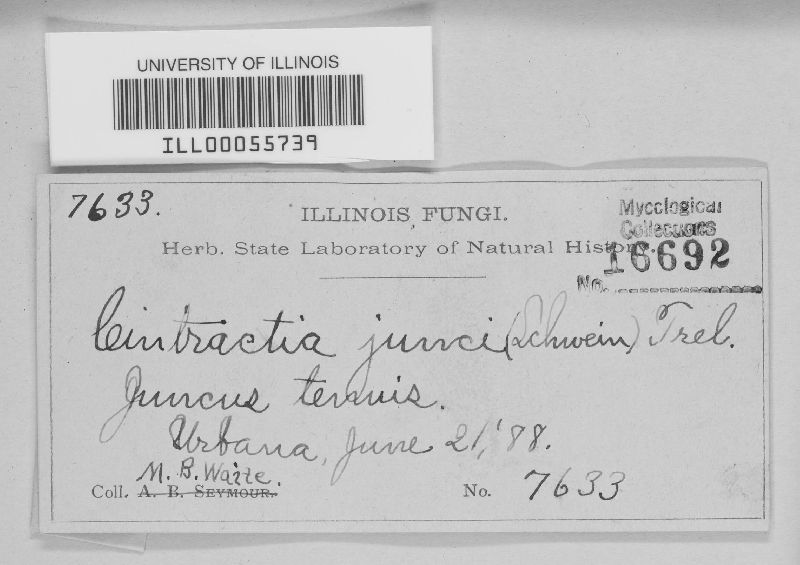 UNIVERSITY OF ILLINOIS
ILL00055739
7633.
ILLINOIS FUNGI.
Mycological
Collections
Herb. State Laboratory of Natural History.
No. 16692
Cintractia junci (Schwein) Trel.
Juncus tenuis.
Urbana, June 21, '88.
M. B. Waite.
Coll. A. B. SEYMOUR. No. 7633